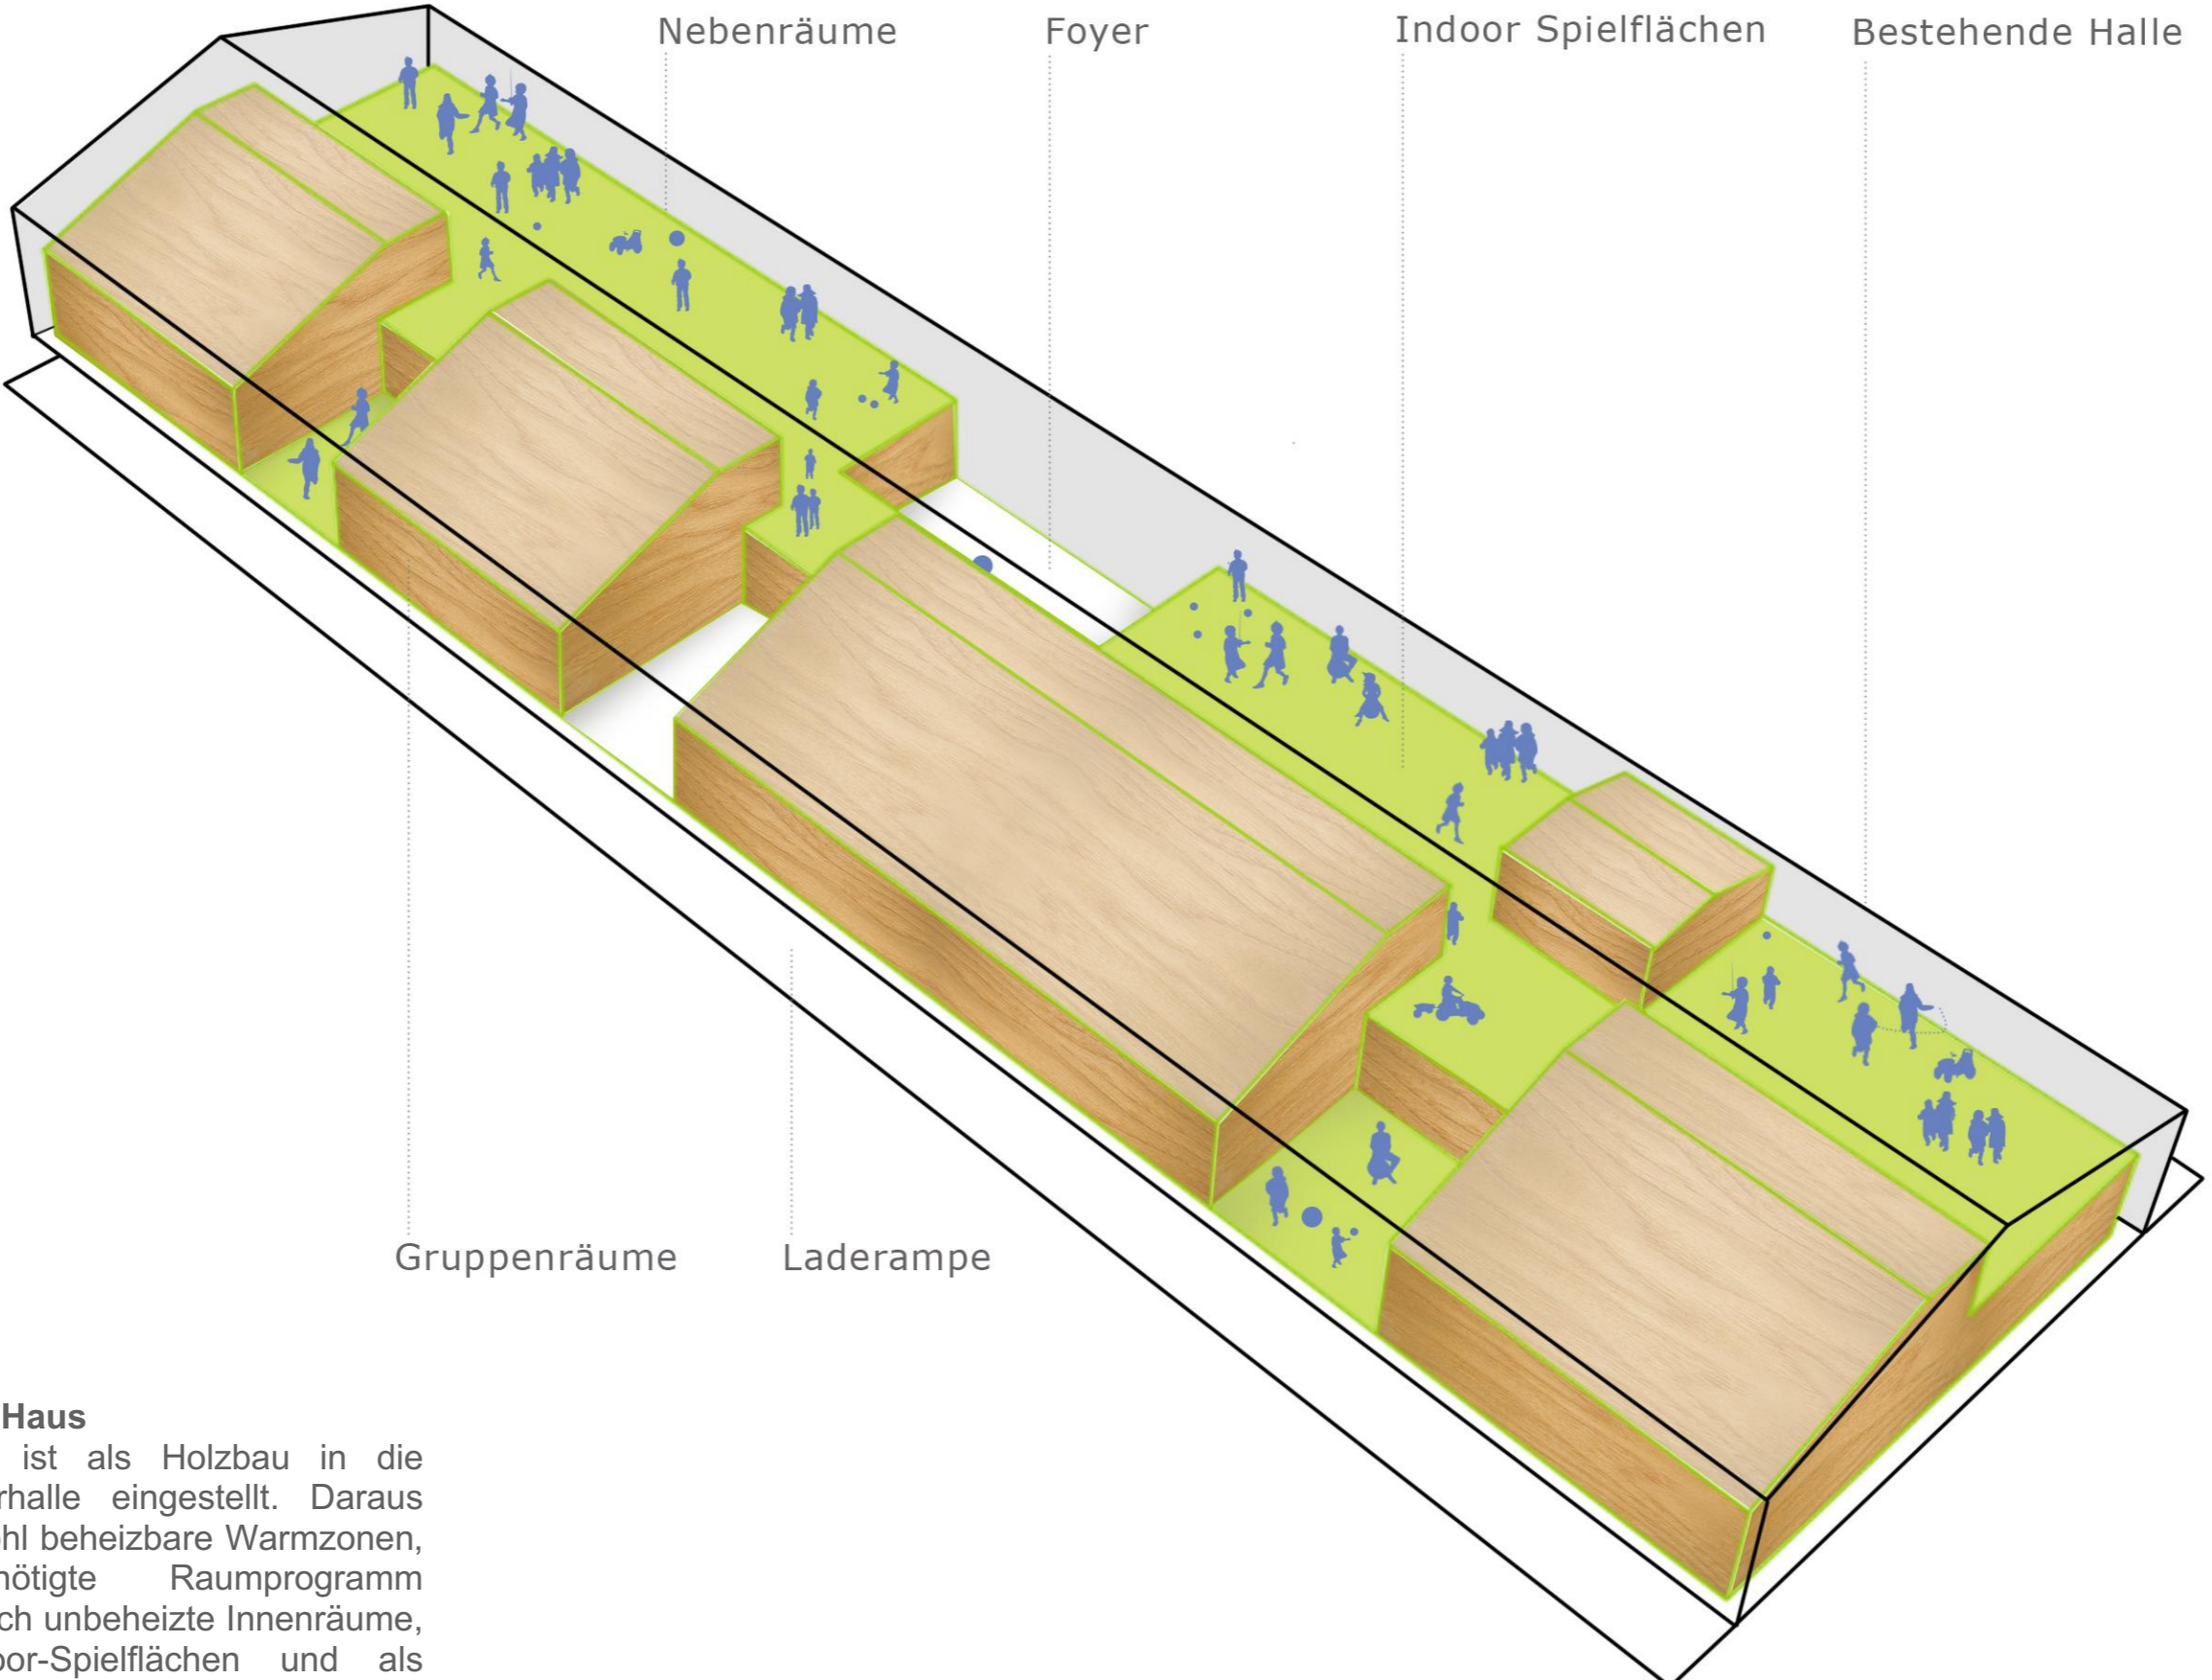 Nebenräume
Foyer
Indoor Spielflächen
Bestehende Halle
Gruppenräume
Laderampe
Haus
ist als Holzbau in die
rhalle eingestellt. Daraus
hl beheizbare Warmzonen,
nötigte Raumprogramm
ch unbeheizte Innenräume,
oor-Spielflächen und als